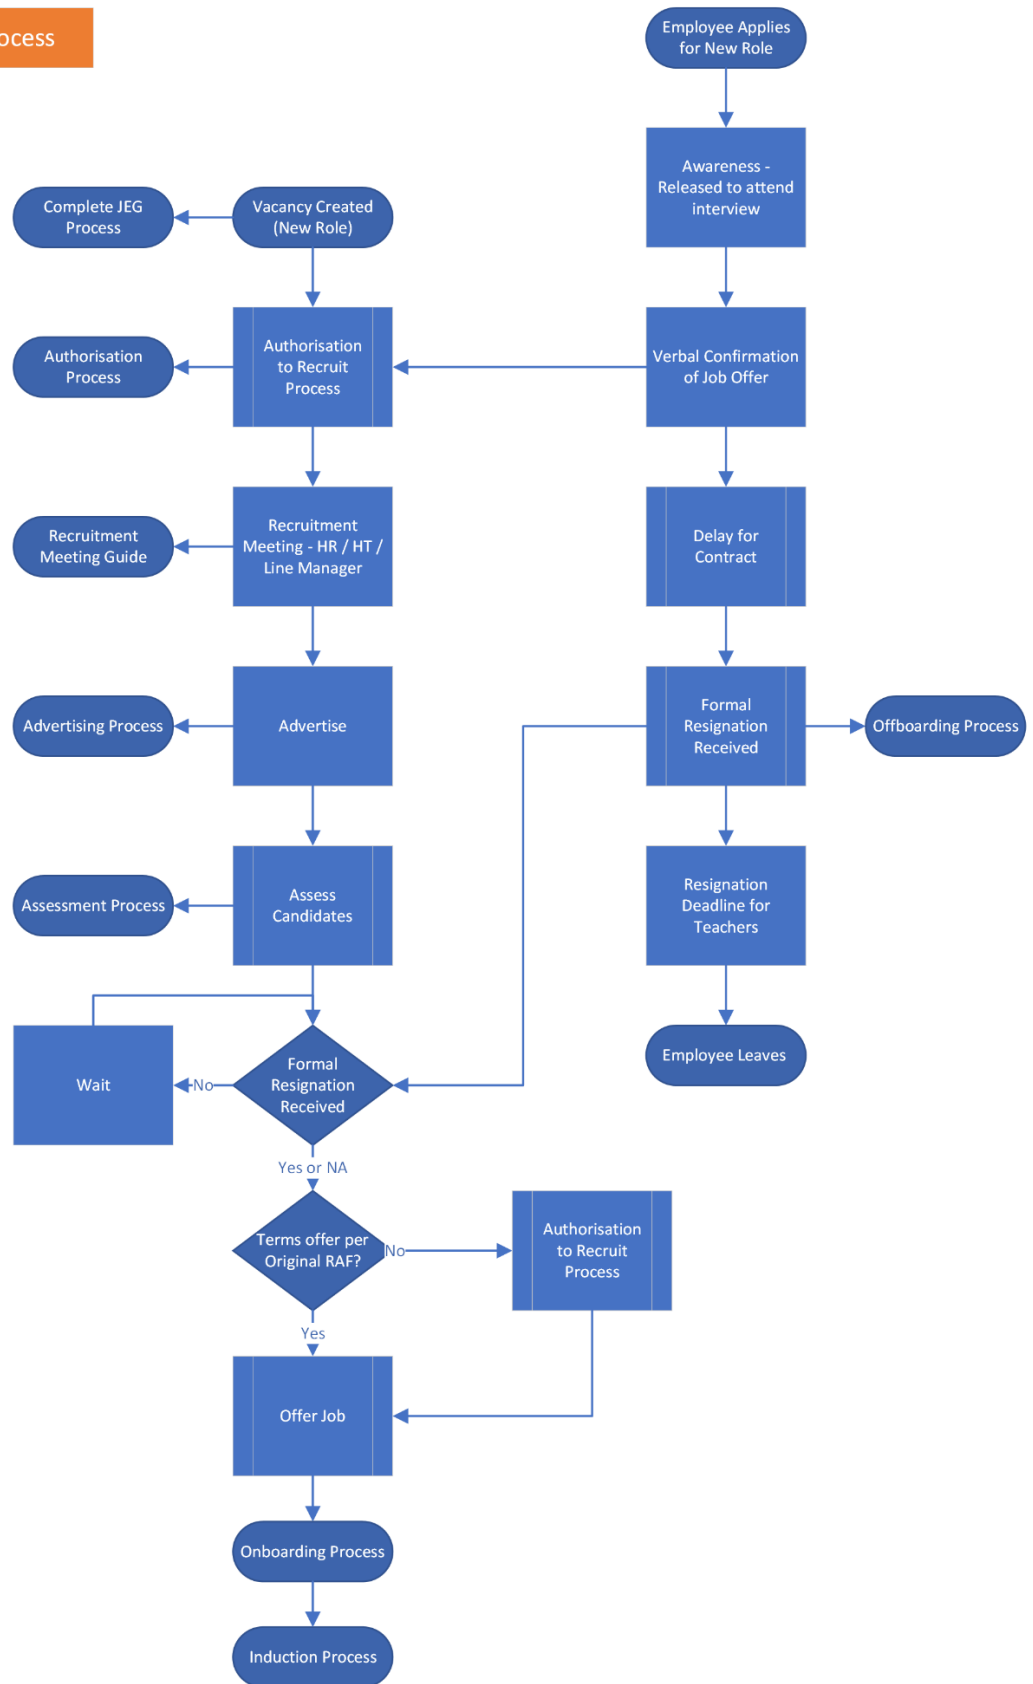 Employee Applies
for New Role
Awareness -
Released to attend
interview
Complete JEG
Process
Vacancy Created
(New Role)
Authorisation
Process
Authorisation
to Recruit
Process
Verbal Confirmation
of Job Offer
Recruitment
Meeting Guide
Recruitment
Meeting - HR / HT /
Line Manager
Delay for
Contract
Advertising Process
Advertise
Formal
Resignation
Received
Offboarding Process
Assessment Process
Assess
Candidates
Resignation
Deadline for
Teachers
Wait
No
Formal
Resignation
Received
Employee Leaves
Yes or NA
Terms offer per
Original RAF?
No
Authorisation
to Recruit
Process
Yes
Offer Job
Onboarding Process
Induction Process